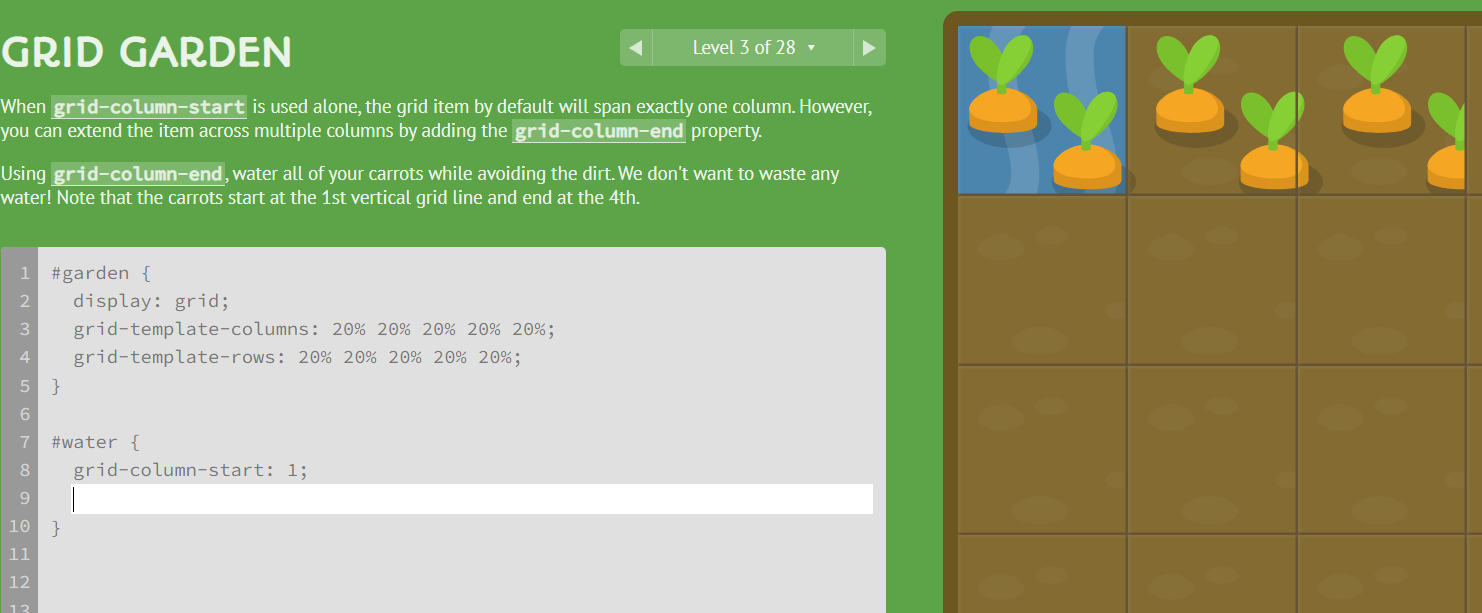 GRID GARDEN
◀ Level 3 of 28 ▼ ▶
When grid-column-start is used alone, the grid item by default will span exactly one column. However,
you can extend the item across multiple columns by adding the grid-column-end property.
Using grid-column-end, water all of your carrots while avoiding the dirt. We don't want to waste any
water! Note that the carrots start at the 1st vertical grid line and end at the 4th.
1 #garden {
2 display: grid;
3 grid-template-columns: 20% 20% 20% 20% 20%;
4 grid-template-rows: 20% 20% 20% 20% 20%;
5 }
6
7 #water {
8 grid-column-start: 1;
9
10 }
11
12
13